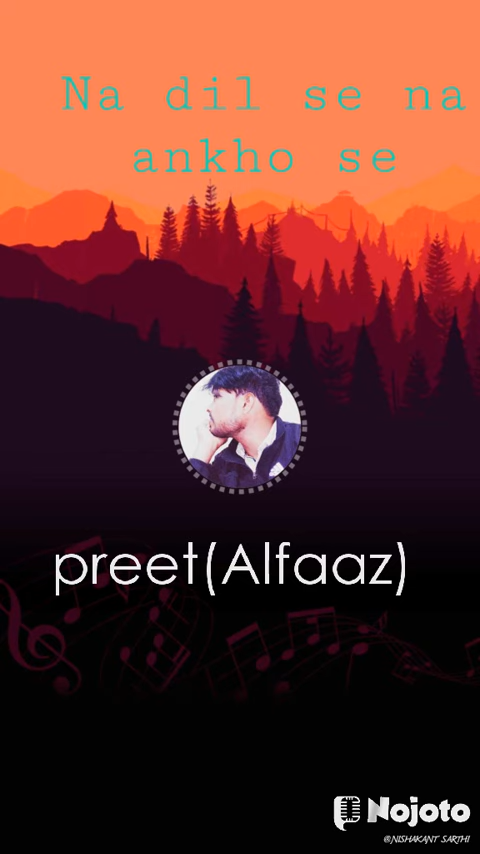 Na dil se na
ankho se
preet(Alfaaz)
Nojoto
@NISHAKANT SARTHI